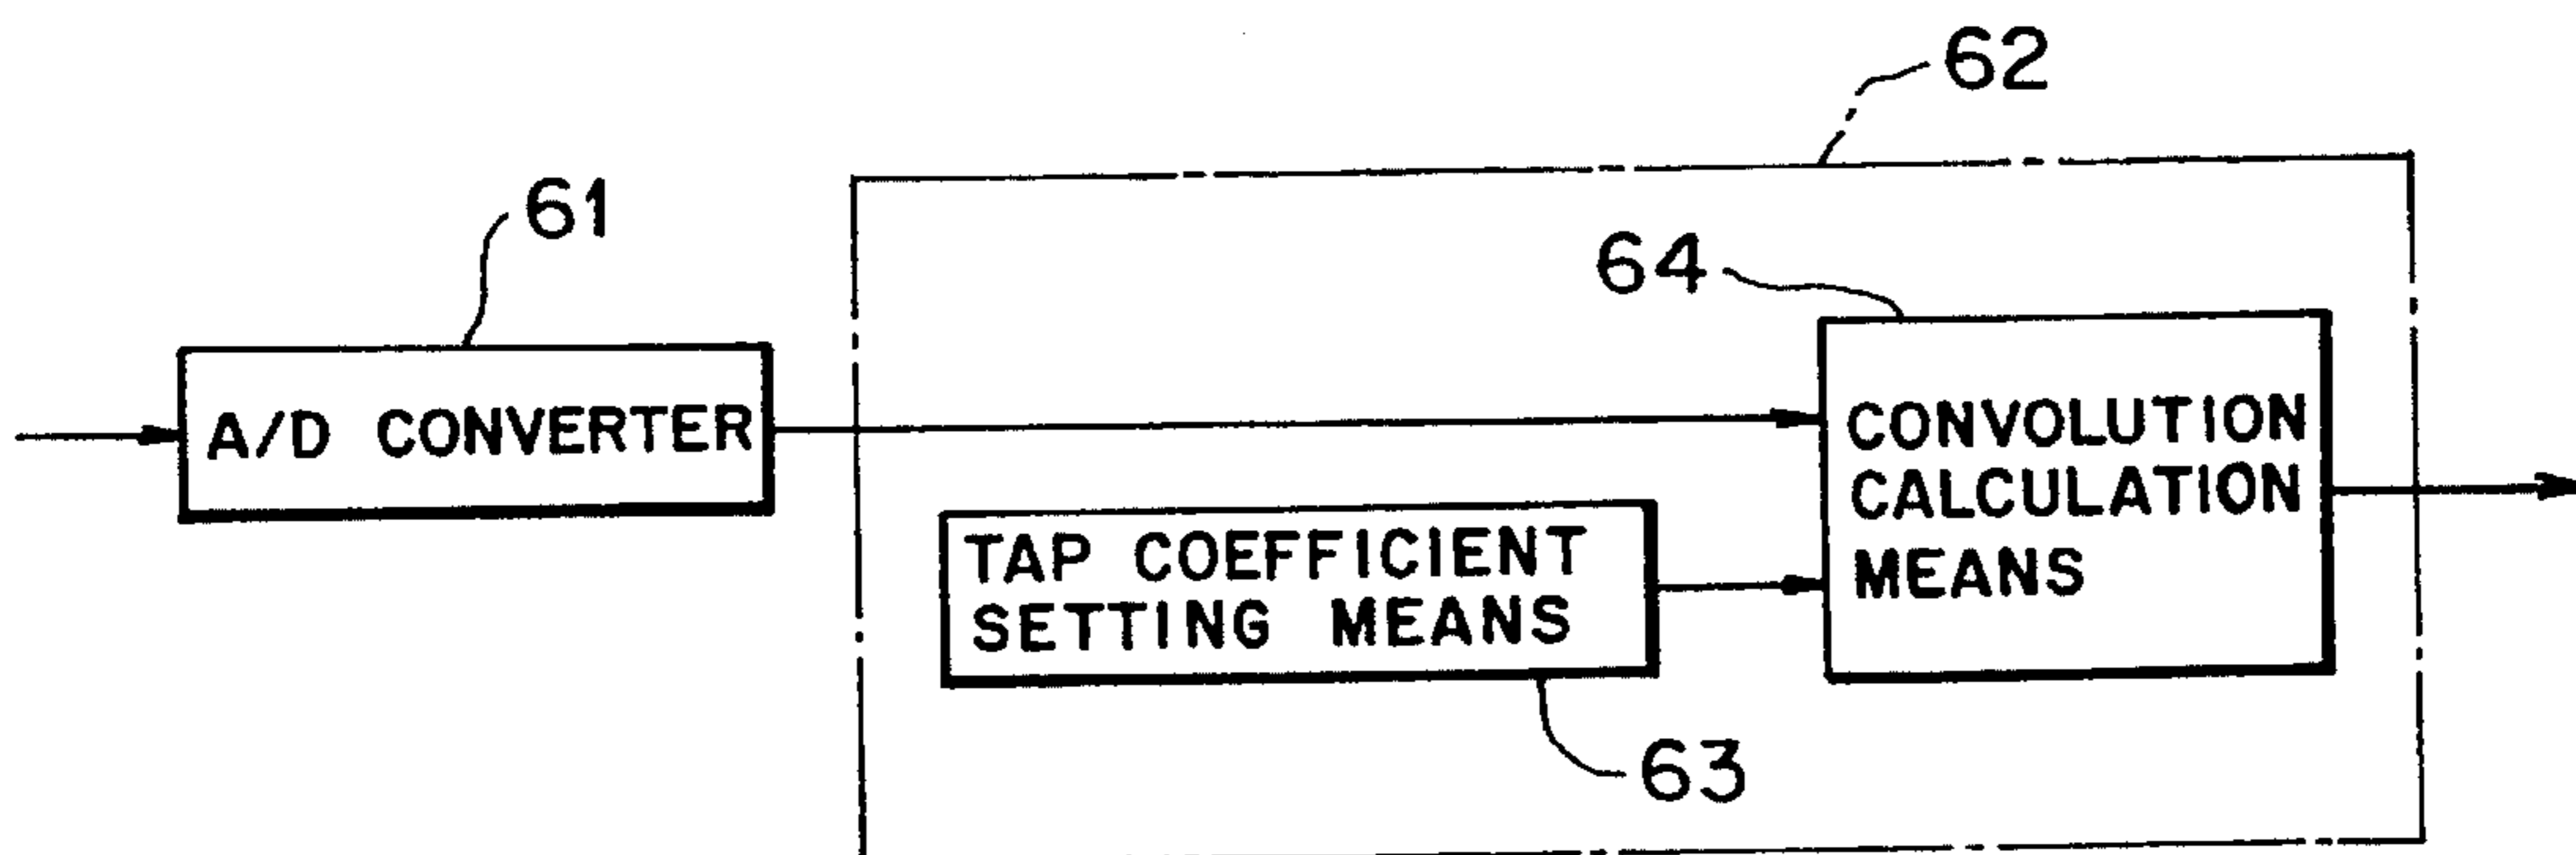 62
61
64
A/D CONVERTER
CONVOLUTION
CALCULATION
MEANS
TAP COEFFICIENT
SETTING MEANS
63